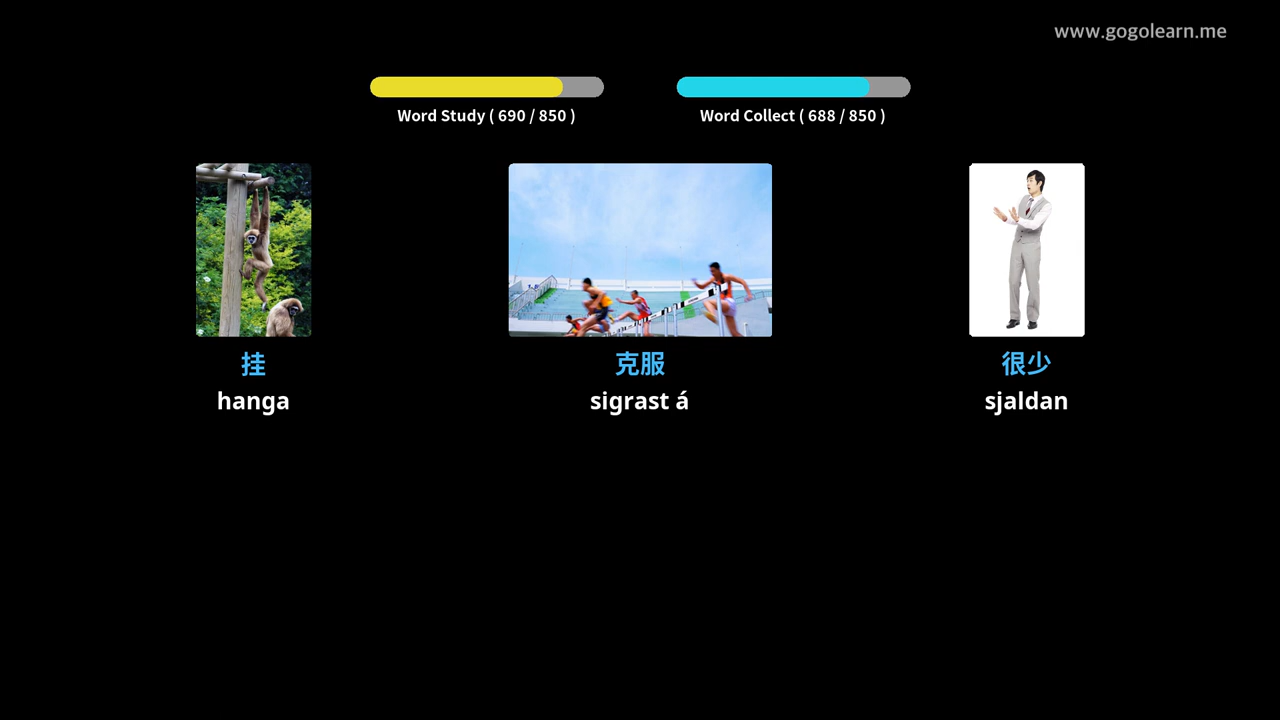 www.gogolearn.me
Word Study ( 690 / 850 )
Word Collect ( 688 / 850 )
挂
hanga
克服
sigrast á
很少
sjaldan